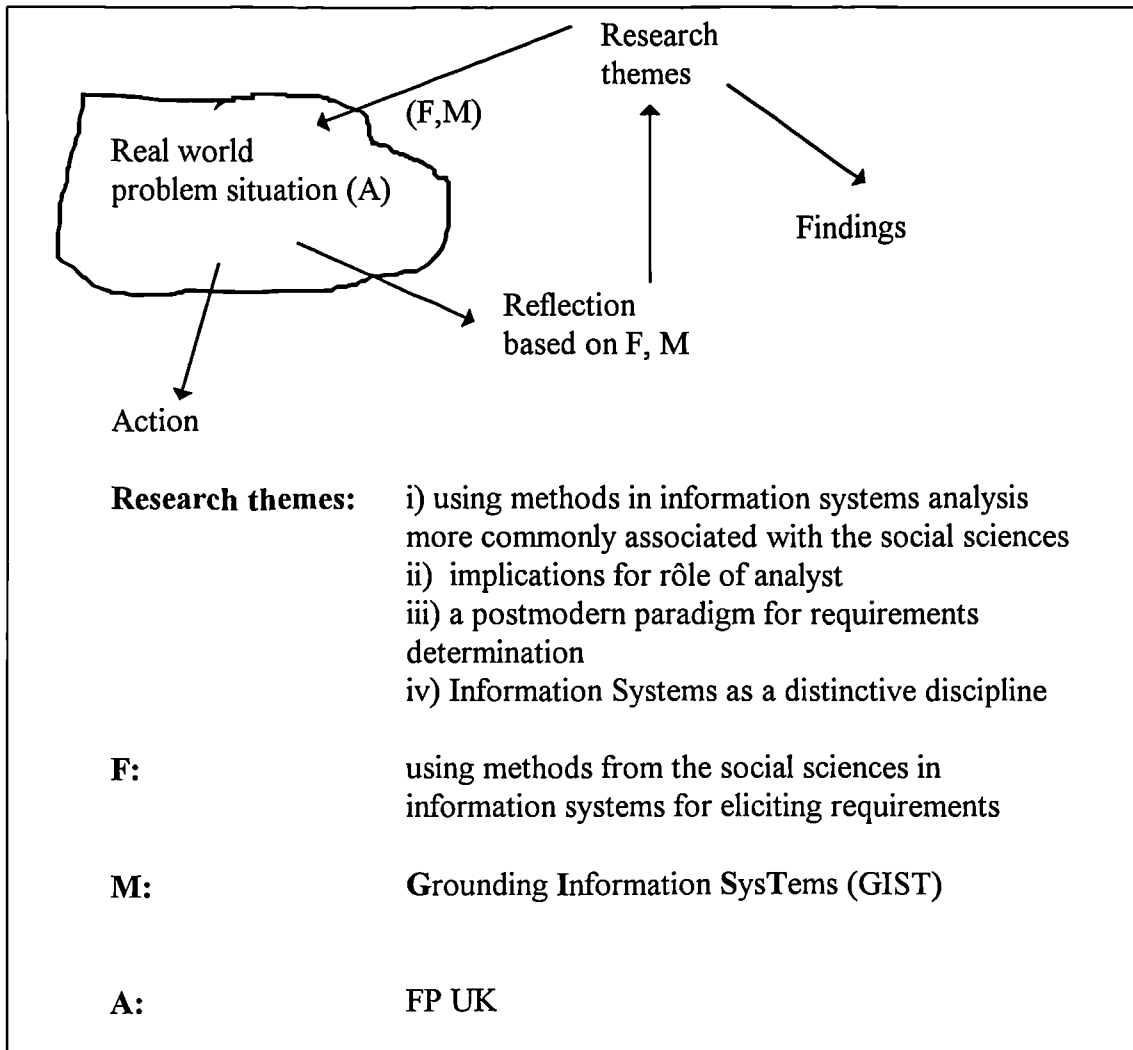 Research
themes
(F,M)
Real world
problem situation (A)
Findings
Reflection
based on F, M
Action
Research themes: i) using methods in information systems analysis
more commonly associated with the social sciences
ii) implications for rôle of analyst
iii) a postmodern paradigm for requirements
determination
iv) Information Systems as a distinctive discipline
F: using methods from the social sciences in
information systems for eliciting requirements
M: Grounding Information SysTems (GIST)
A: FP UK